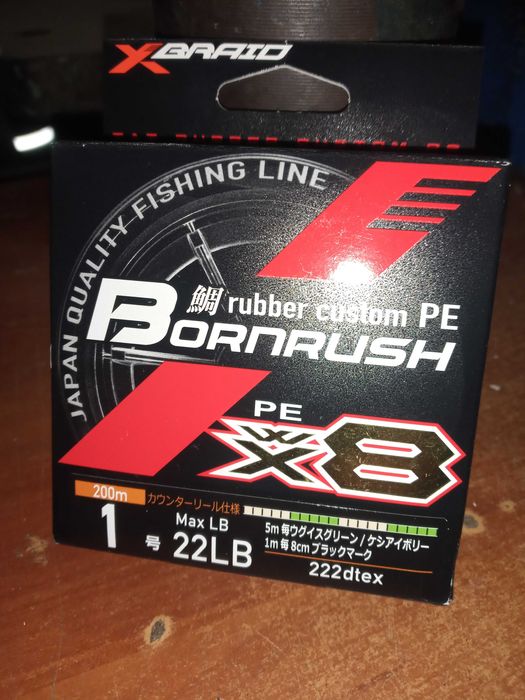 XBRAID
JAPAN QUALITY FISHING LINE
鯛 rubber custom PE
BORNRUSH
PE
WX8
200m カウンターリール仕様
1号
Max LB
22LB
5m 毎ウグイスグリーン/ケシアイボリー
1m 毎 8cm ブラックマーク
222dtex